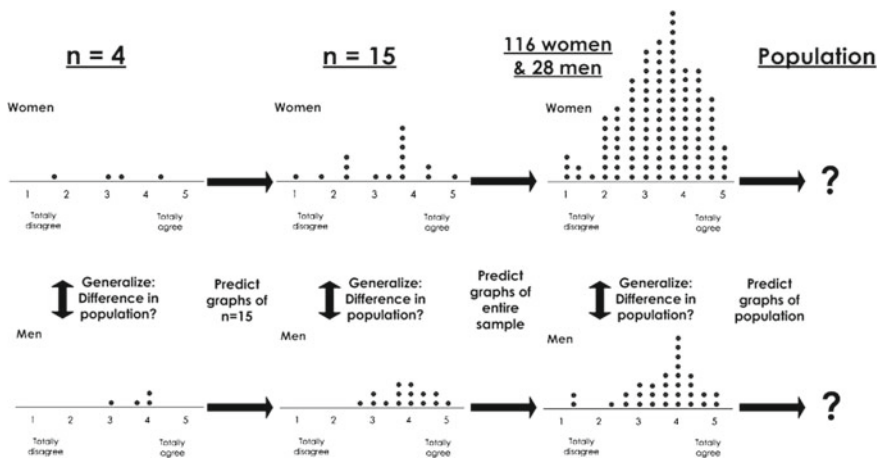 n = 4
n = 15
116 women
& 28 men
Population
Women
Women
Women
1 2 3 4 5
1 2 3 4 5
1 2 3 4 5
?
Totally
disagree
Totally
agree
Totally
disagree
Totally
agree
Totally
disagree
Totally
agree
Generalize:
Difference in
population?
Predict
graphs of
n=15
Generalize:
Difference in
population?
Predict
graphs of
entire
sample
Generalize:
Difference in
population?
Predict
graphs of
population
Men
Men
Men
1 2 3 4 5
1 2 3 4 5
1 2 3 4 5
?
Totally
disagree
Totally
agree
Totally
disagree
Totally
agree
Totally
disagree
Totally
agree